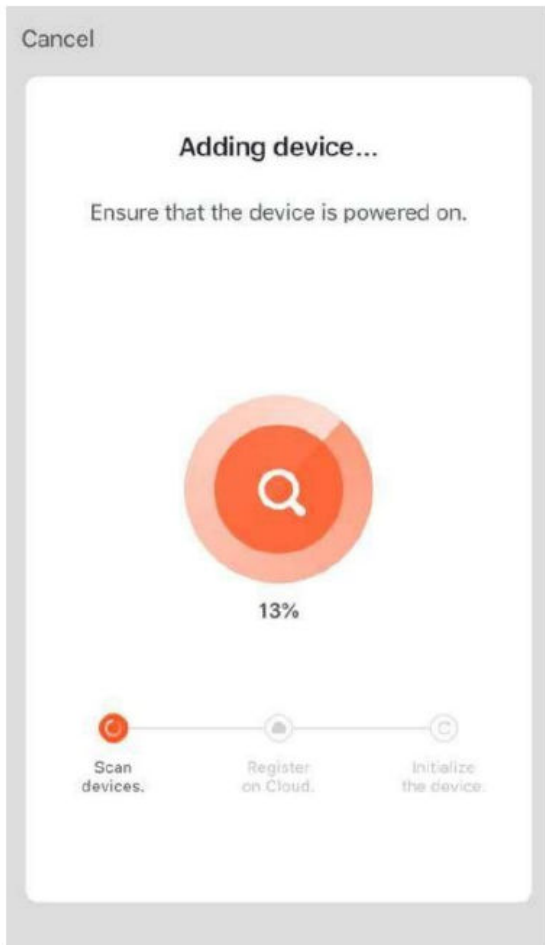 Cancel
Adding device...
Ensure that the device is powered on.
13%
Scan
devices.
Register
on Cloud.
Initialize
the device.